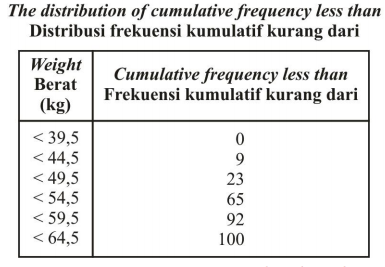 The distribution of cumulative frequency less than
Distribusi frekuensi kumulatif kurang dari
Weight
Berat
(kg)
Cumulative frequency less than
Frekuensi kumulatif kurang dari
< 39,5 0
< 44,5 9
< 49,5 23
< 54,5 65
< 59,5 92
< 64,5 100